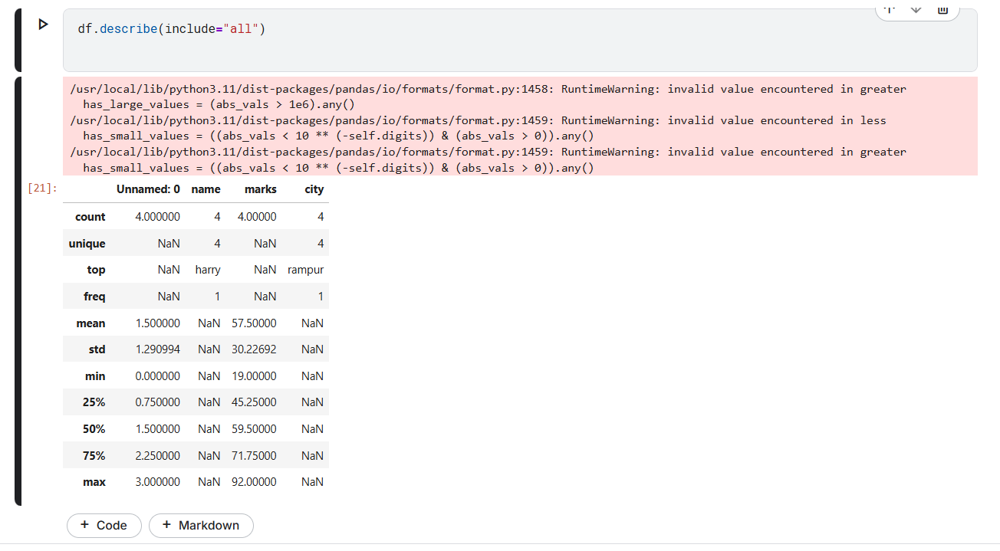 df.describe(include="all")
/usr/local/lib/python3.11/dist-packages/pandas/io/formats/format.py:1458: RuntimeWarning: invalid value encountered in greater
has_large_values = (abs_vals > 1e6).any()
/usr/local/lib/python3.11/dist-packages/pandas/io/formats/format.py:1459: RuntimeWarning: invalid value encountered in less
has_small_values = ((abs_vals < 10 ** (-self.digits)) & (abs_vals > 0)).any()
/usr/local/lib/python3.11/dist-packages/pandas/io/formats/format.py:1459: RuntimeWarning: invalid value encountered in greater
has_small_values = ((abs_vals < 10 ** (-self.digits)) & (abs_vals > 0)).any()
[21]:
Unnamed: 0 name marks city
count 4.000000 4 4.00000 4
unique NaN 4 NaN 4
top NaN harry NaN rampur
freq NaN 1 NaN 1
mean 1.500000 NaN 57.50000 NaN
std 1.290994 NaN 30.22692 NaN
min 0.000000 NaN 19.00000 NaN
25% 0.750000 NaN 45.25000 NaN
50% 1.500000 NaN 59.50000 NaN
75% 2.250000 NaN 71.75000 NaN
max 3.000000 NaN 92.00000 NaN
+ Code + Markdown